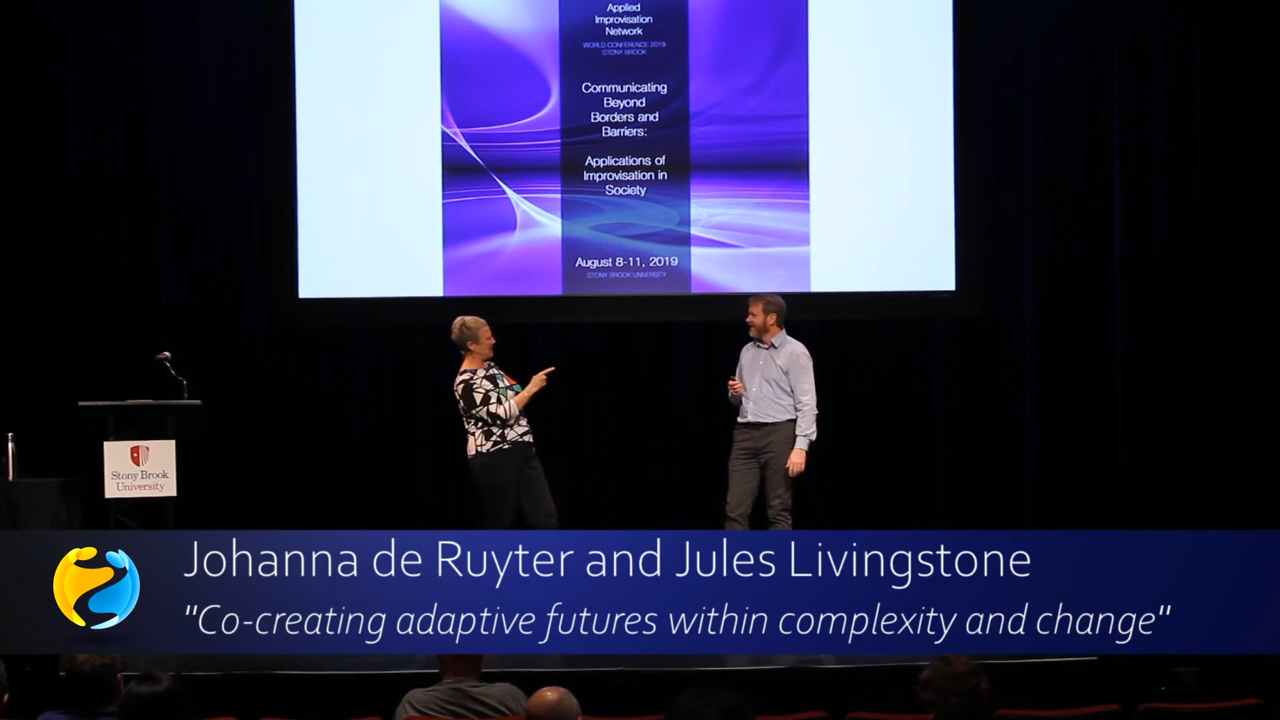 Applied
Improvisation
Network
WORLD CONFERENCE 2019
STONY BROOK
Communicating
Beyond
Borders and
Barriers:
Applications of
Improvisation in
Society
August 8-11, 2019
STONY BROOK UNIVERSITY
Stony Brook
University
Johanna de Ruyter and Jules Livingstone
"Co-creating adaptive futures within complexity and change"